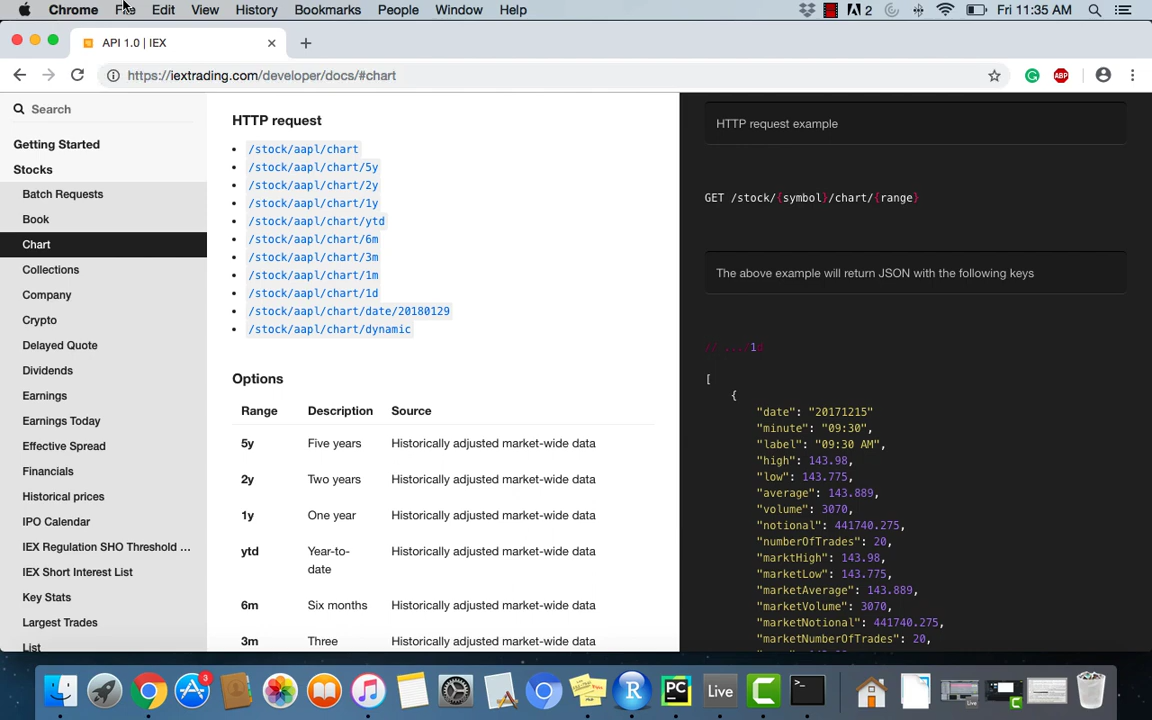 Chrome File Edit View History Bookmarks People Window Help 2 Fri 11:35 AM
API 1.0 | IEX
https://iextrading.com/developer/docs/#chart ABP
Search
Getting Started
Stocks
Batch Requests
Book
Chart
Collections
Company
Crypto
Delayed Quote
Dividends
Earnings
Earnings Today
Effective Spread
Financials
Historical prices
IPO Calendar
IEX Regulation SHO Threshold ...
IEX Short Interest List
Key Stats
Largest Trades
List
HTTP request
/stock/aapl/chart
/stock/aapl/chart/5y
/stock/aapl/chart/2y
/stock/aapl/chart/1y
/stock/aapl/chart/ytd
/stock/aapl/chart/6m
/stock/aapl/chart/3m
/stock/aapl/chart/1m
/stock/aapl/chart/1d
/stock/aapl/chart/date/20180129
/stock/aapl/chart/dynamic
Options
Range Description Source
5y Five years Historically adjusted market-wide data
2y Two years Historically adjusted market-wide data
1y One year Historically adjusted market-wide data
ytd Year-to-
date Historically adjusted market-wide data
6m Six months Historically adjusted market-wide data
3m Three Historically adjusted market-wide data
HTTP request example
GET /stock/{symbol}/chart/{range}
The above example will return JSON with the following keys
// .../1d
[
{
"date": "20171215"
"minute": "09:30",
"label": "09:30 AM",
"high": 143.98,
"low": 143.775,
"average": 143.889,
"volume": 3070,
"notional": 441740.275,
"numberOfTrades": 20,
"marktHigh": 143.98,
"marketLow": 143.775,
"marketAverage": 143.889,
"marketVolume": 3070,
"marketNotional": 441740.275,
"marketNumberOfTrades": 20,
3
R
PC
Live
>_